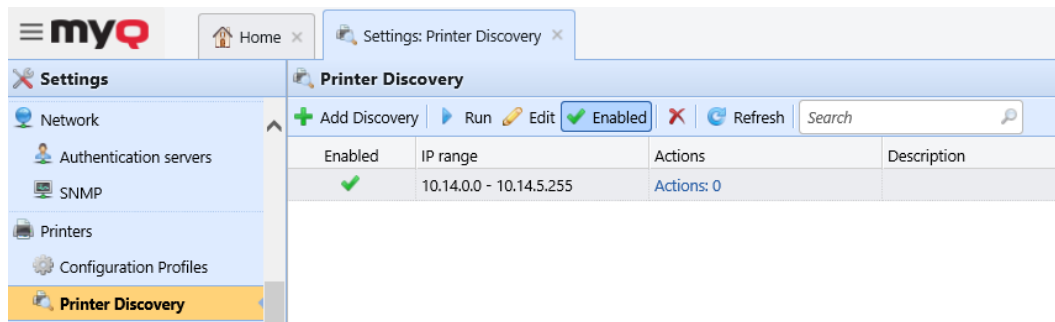 myQ
Home
Settings: Printer Discovery
Settings
Printer Discovery
Network
Add Discovery Run Edit Enabled Refresh Search
Authentication servers
Enabled IP range Actions Description
SNMP
10.14.0.0 - 10.14.5.255 Actions: 0
Printers
Configuration Profiles
Printer Discovery